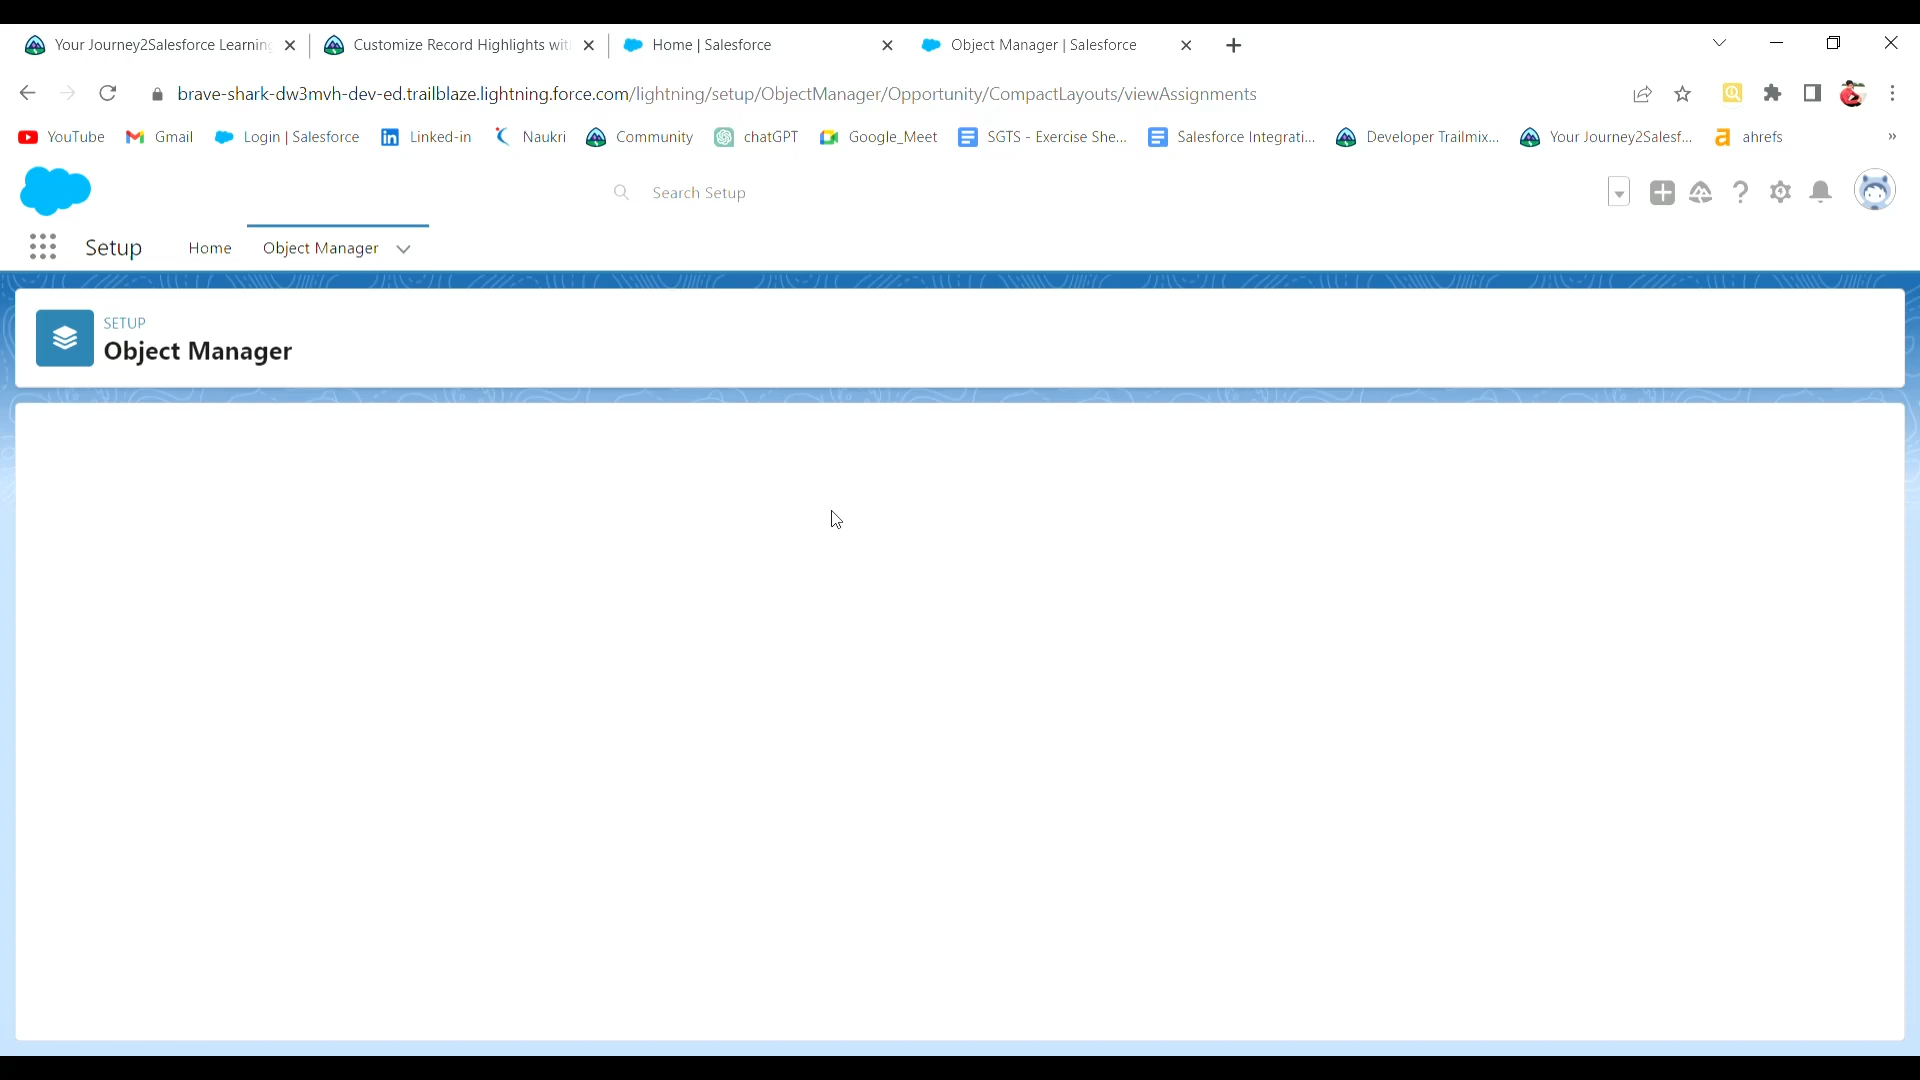 Your Journey2Salesforce Learning
Customize Record Highlights wit
Home | Salesforce
Object Manager | Salesforce
brave-shark-dw3mvh-dev-ed.trailblaze.lightning.force.com/lightning/setup/ObjectManager/Opportunity/CompactLayouts/viewAssignments
YouTube
Gmail
Login | Salesforce
Linked-in
Naukri
Community
chatGPT
Google_Meet
SGTS - Exercise She...
Salesforce Integrati...
Developer Trailmix...
Your Journey2Salesf...
ahrefs
Search Setup
Setup
Home
Object Manager
SETUP
Object Manager